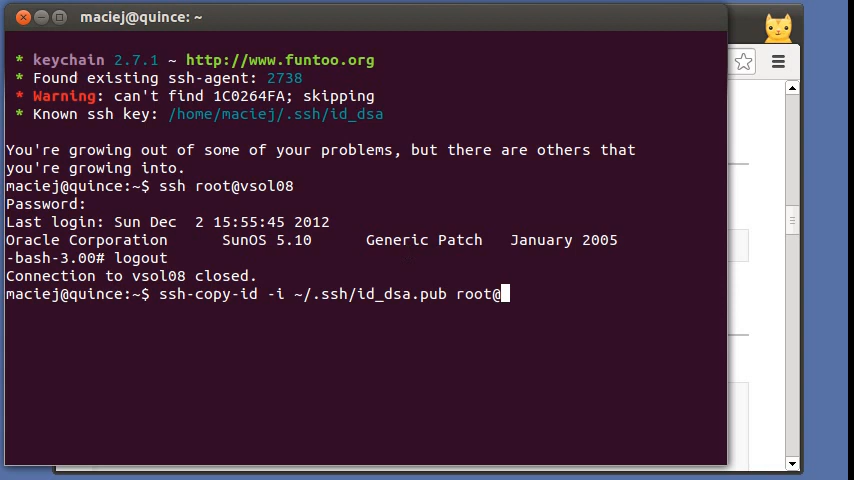 maciej@quince: ~
* keychain 2.7.1 ~ http://www.funtoo.org
* Found existing ssh-agent: 2738
* Warning: can't find 1C0264FA; skipping
* Known ssh key: /home/maciej/.ssh/id_dsa
You're growing out of some of your problems, but there are others that
you're growing into.
maciej@quince:~$ ssh root@vsol08
Password:
Last login: Sun Dec  2 15:55:45 2012
Oracle Corporation      SunOS 5.10      Generic Patch   January 2005
-bash-3.00# logout
Connection to vsol08 closed.
maciej@quince:~$ ssh-copy-id -i ~/.ssh/id_dsa.pub root@